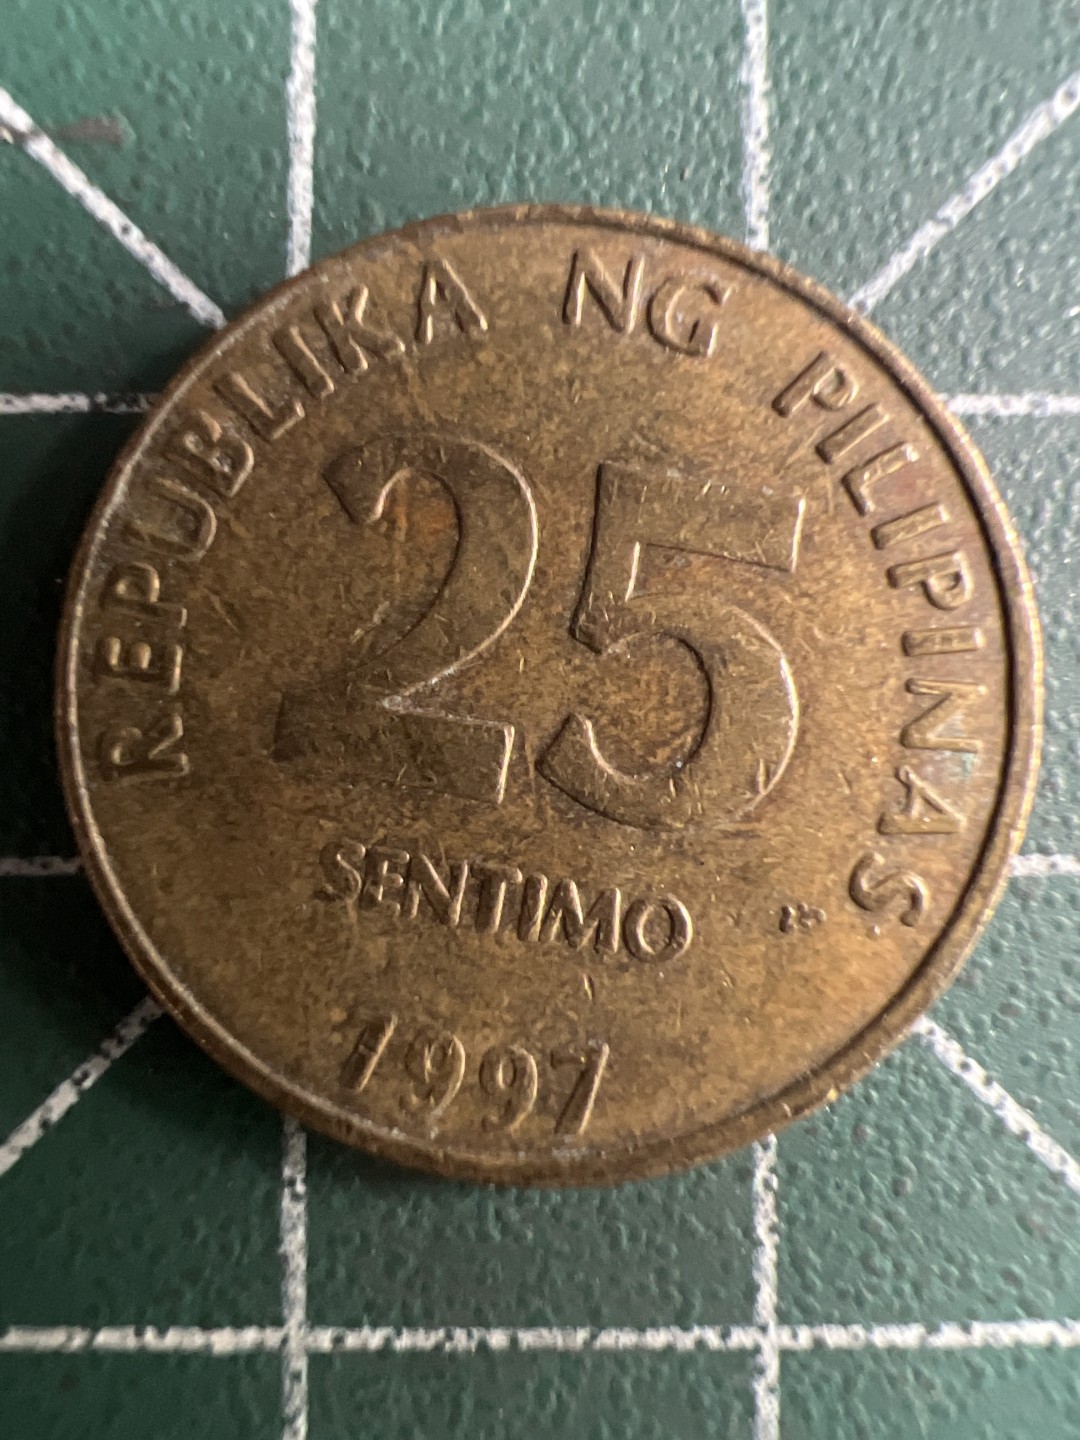 REPUBLIKA NG PILIPINAS
25
SENTIMO
1997